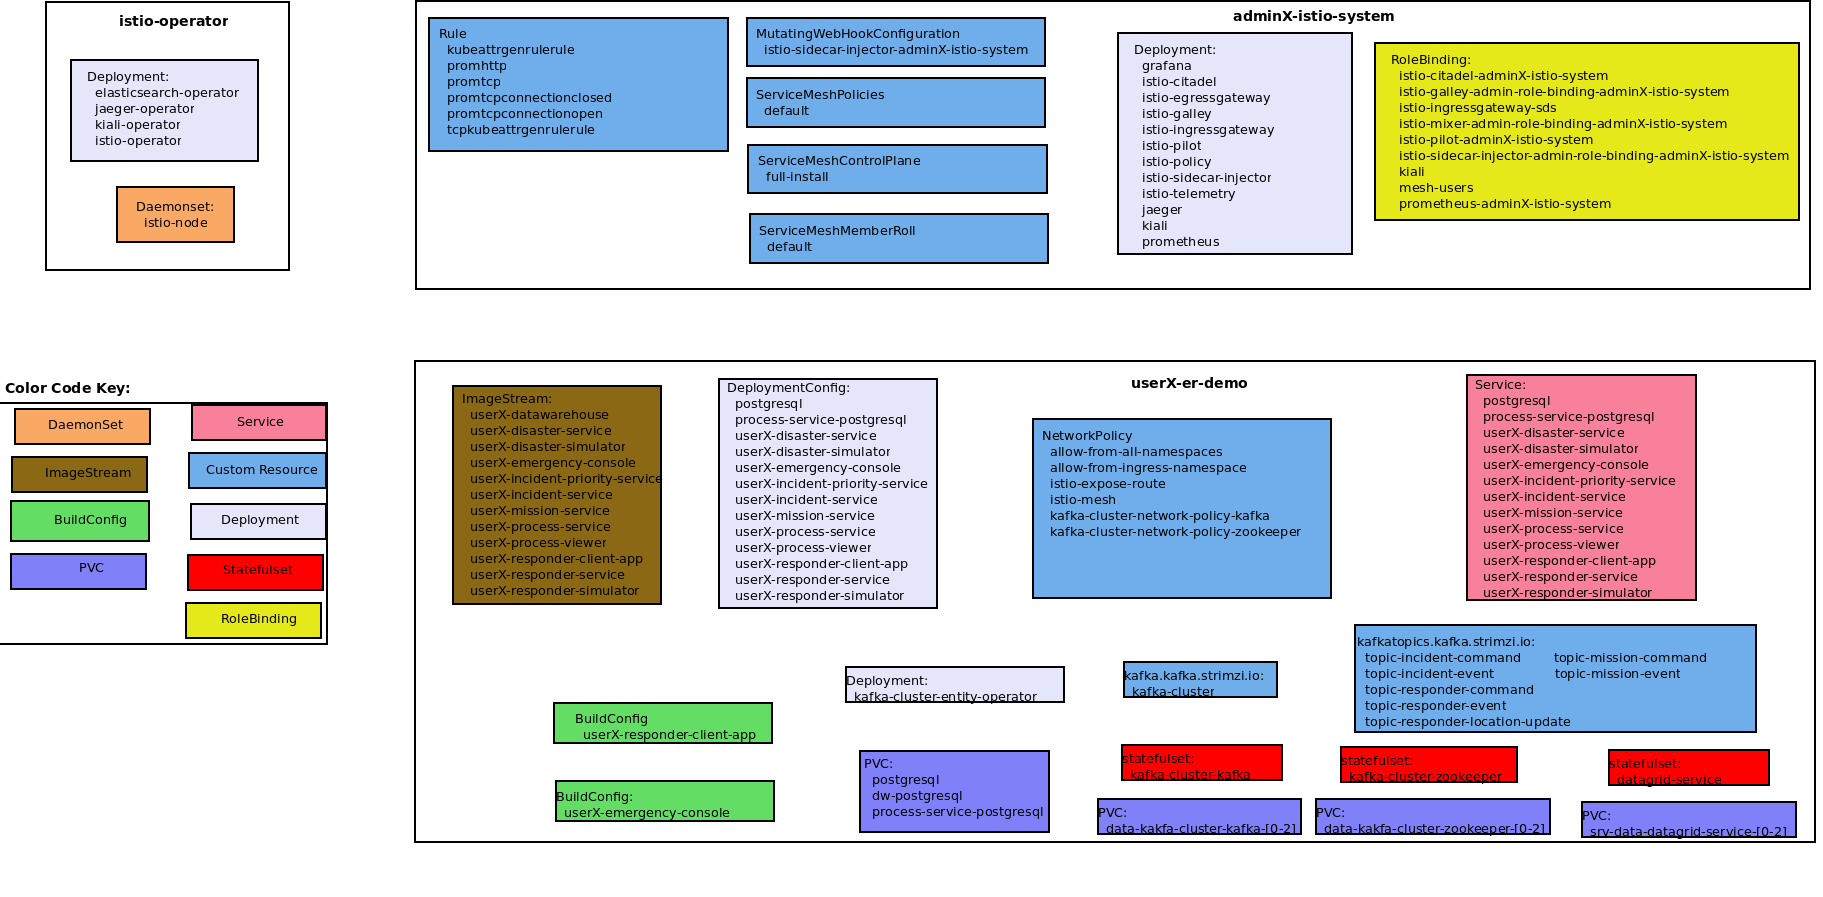 istio-operator
Deployment:
elasticsearch-operator
jaeger-operator
kiali-operator
istio-operator
Daemonset:
istio-node
adminX-istio-system
Rule
kubeattrgenrulerule
promhttp
promtcp
promtcpconnectionclosed
promtcpconnectionopen
tcpkubeattrgenrulerule
MutatingWebHookConfiguration
istio-sidecar-injector-adminX-istio-system
ServiceMeshPolicies
default
ServiceMeshControlPlane
full-install
ServiceMeshMemberRoll
default
Deployment:
grafana
istio-citadel
istio-egressgateway
istio-galley
istio-ingressgateway
istio-pilot
istio-policy
istio-sidecar-injector
istio-telemetry
jaeger
kiali
prometheus
RoleBinding:
istio-citadel-adminX-istio-system
istio-galley-admin-role-binding-adminX-istio-system
istio-ingressgateway-sds
istio-mixer-admin-role-binding-adminX-istio-system
istio-pilot-adminX-istio-system
istio-sidecar-injector-admin-role-binding-adminX-istio-system
kiali
mesh-users
prometheus-adminX-istio-system
Color Code Key:
DaemonSet
Service
ImageStream
Custom Resource
BuildConfig
Deployment
PVC
Statefulset
RoleBinding
userX-er-demo
ImageStream:
userX-datawarehouse
userX-disaster-service
userX-disaster-simulator
userX-emergency-console
userX-incident-priority-service
userX-incident-service
userX-mission-service
userX-process-service
userX-process-viewer
userX-responder-client-app
userX-responder-service
userX-responder-simulator
DeploymentConfig:
postgresql
process-service-postgresql
userX-disaster-service
userX-disaster-simulator
userX-emergency-console
userX-incident-priority-service
userX-incident-service
userX-mission-service
userX-process-service
userX-process-viewer
userX-responder-client-app
userX-responder-service
userX-responder-simulator
NetworkPolicy
allow-from-all-namespaces
allow-from-ingress-namespace
istio-expose-route
istio-mesh
kafka-cluster-network-policy-kafka
kafka-cluster-network-policy-zookeeper
Service:
postgresql
process-service-postgresql
userX-disaster-service
userX-disaster_simulator
userX-emergency-console
userX-incident-priority-service
userX-incident-service
userX-mission-service
userX-process-service
userX-process-viewer
userX-responder-client-app
userX-responder-service
userX-responder-simulator
BuildConfig
userX-responder-client-app
BuildConfig:
userX-emergency-console
Deployment:
kafka-cluster-entity-operator
kafka.kafka.strimzi.io:
kafka-cluster
kafkatopics.kafka.strimzi.io:
topic-incident-command topic-mission-command
topic-incident-event topic-mission-event
topic-responder-command
topic-responder-event
topic-responder-location-update
PVC:
postgresql
dw-postgresql
process-service-postgresql
statefulset:
kafka-cluster-kafka
statefulset:
kafka-cluster-zookeeper
statefulset:
datagrid-service
PVC:
data-kakfa-cluster-kafka-[0-2]
PVC:
data-kakfa-cluster-zookeeper-[0-2]
PVC:
srv-data-datagrid-service-[0-2]